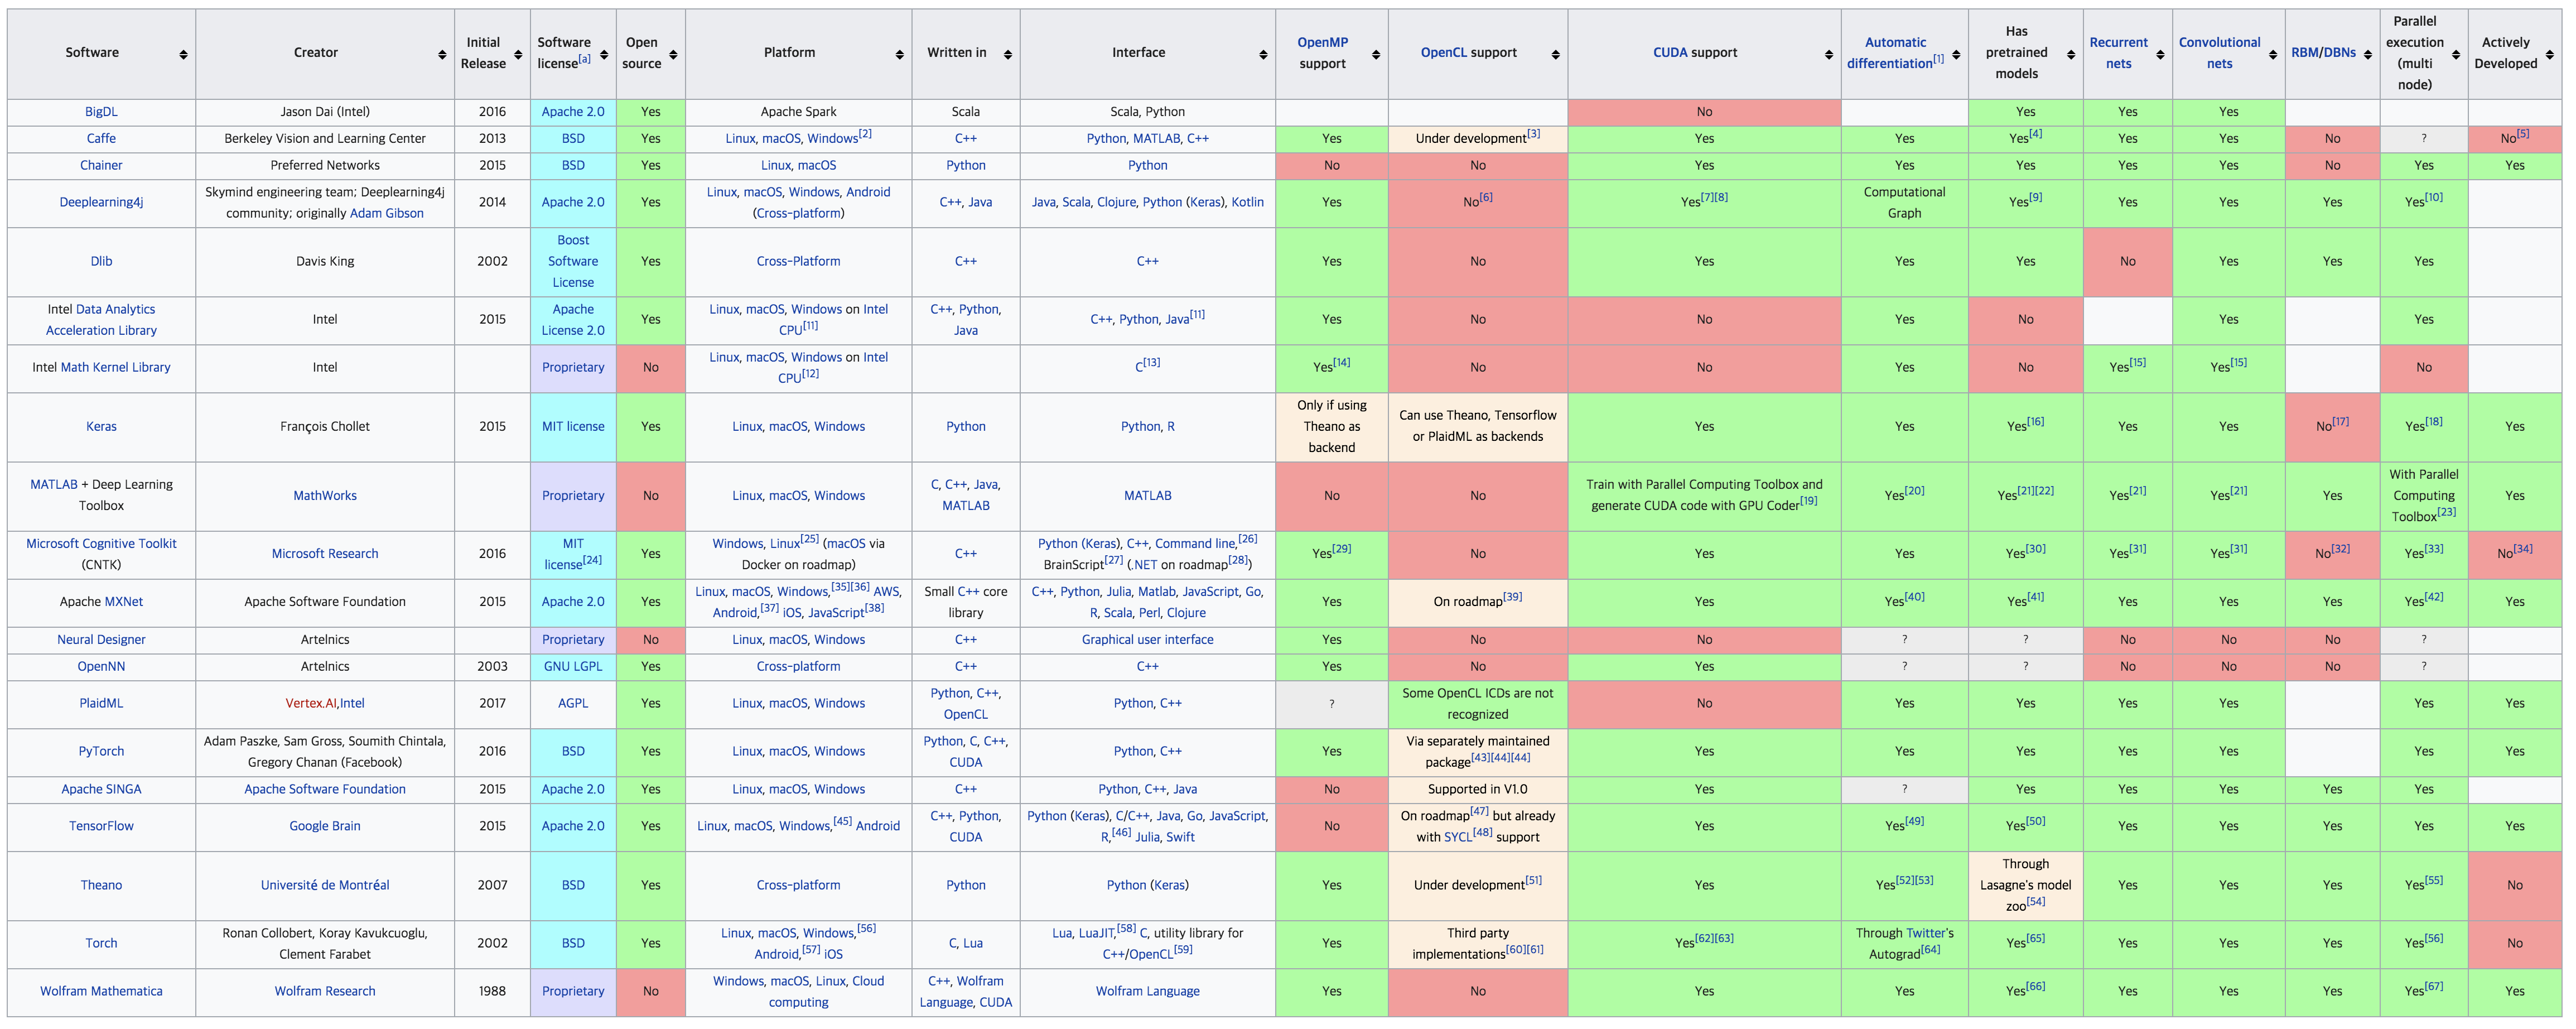 Software Creator Initial Release Software license[a] Open source Platform Written in Interface OpenMP support OpenCL support CUDA support Automatic differentiation[1] Has pretrained models Recurrent nets Convolutional nets RBM/DBNs Parallel execution (multi node) Actively Developed
BigDL Jason Dai (Intel) 2016 Apache 2.0 Yes Apache Spark Scala Scala, Python No Yes Yes Yes
Caffe Berkeley Vision and Learning Center 2013 BSD Yes Linux, macOS, Windows[2] C++ Python, MATLAB, C++ Yes Under development[3] Yes Yes Yes[4] Yes Yes No ? No[5]
Chainer Preferred Networks 2015 BSD Yes Linux, macOS Python Python No No Yes Yes Yes Yes Yes No Yes Yes
Deeplearning4j Skymind engineering team; Deeplearning4j community; originally Adam Gibson 2014 Apache 2.0 Yes Linux, macOS, Windows, Android (Cross-platform) C++, Java Java, Scala, Clojure, Python (Keras), Kotlin Yes No[6] Yes[7][8] Computational Graph Yes[9] Yes Yes Yes Yes[10]
Dlib Davis King 2002 Boost Software License Yes Cross-Platform C++ C++ Yes No Yes Yes Yes No Yes Yes Yes
Intel Data Analytics Acceleration Library Intel 2015 Apache License 2.0 Yes Linux, macOS, Windows on Intel CPU[11] C++, Python, Java C++, Python, Java[11] Yes No No Yes No Yes Yes
Intel Math Kernel Library Intel Proprietary No Linux, macOS, Windows on Intel CPU[12] C[13] Yes[14] No No Yes No Yes[15] Yes[15] No
Keras François Chollet 2015 MIT license Yes Linux, macOS, Windows Python Python, R Only if using Theano as backend Can use Theano, Tensorflow or PlaidML as backends Yes Yes Yes[16] Yes Yes No[17] Yes[18] Yes
MATLAB + Deep Learning Toolbox MathWorks Proprietary No Linux, macOS, Windows C, C++, Java, MATLAB MATLAB No No Train with Parallel Computing Toolbox and generate CUDA code with GPU Coder[19] Yes[20] Yes[21][22] Yes[21] Yes[21] Yes With Parallel Computing Toolbox[23] Yes
Microsoft Cognitive Toolkit (CNTK) Microsoft Research 2016 MIT license[24] Yes Windows, Linux[25] (macOS via Docker on roadmap) C++ Python (Keras), C++, Command line,[26] BrainScript[27] (.NET on roadmap[28]) Yes[29] No Yes Yes Yes[30] Yes[31] Yes[31] No[32] Yes[33] No[34]
Apache MXNet Apache Software Foundation 2015 Apache 2.0 Yes Linux, macOS, Windows,[35][36] AWS, Android,[37] iOS, JavaScript[38] Small C++ core library C++, Python, Julia, Matlab, JavaScript, Go, R, Scala, Perl, Clojure Yes On roadmap[39] Yes Yes[40] Yes[41] Yes Yes Yes Yes[42] Yes
Neural Designer Artelnics Proprietary No Linux, macOS, Windows C++ Graphical user interface Yes No No ? ? No No No ?
OpenNN Artelnics 2003 GNU LGPL Yes Cross-platform C++ C++ Yes No Yes ? ? No No No ?
PlaidML Vertex.AI,Intel 2017 AGPL Yes Linux, macOS, Windows Python, C++, OpenCL Python, C++ ? Some OpenCL ICDs are not recognized No Yes Yes Yes Yes Yes Yes
PyTorch Adam Paszke, Sam Gross, Soumith Chintala, Gregory Chanan (Facebook) 2016 BSD Yes Linux, macOS, Windows Python, C, C++, CUDA Python, C++ Yes Via separately maintained package[43][44][44] Yes Yes Yes Yes Yes Yes Yes
Apache SINGA Apache Software Foundation 2015 Apache 2.0 Yes Linux, macOS, Windows C++ Python, C++, Java No Supported in V1.0 Yes ? Yes Yes Yes Yes Yes
TensorFlow Google Brain 2015 Apache 2.0 Yes Linux, macOS, Windows,[45] Android C++, Python, CUDA Python (Keras), C/C++, Java, Go, JavaScript, R,[46] Julia, Swift No On roadmap[47] but already with SYCL[48] support Yes Yes[49] Yes[50] Yes Yes Yes Yes Yes
Theano Université de Montréal 2007 BSD Yes Cross-platform Python Python (Keras) Yes Under development[51] Yes Yes[52][53] Through Lasagne's model zoo[54] Yes Yes Yes Yes[55] No
Torch Ronan Collobert, Koray Kavukcuoglu, Clement Farabet 2002 BSD Yes Linux, macOS, Windows,[56] Android,[57] iOS C, Lua Lua, LuaJIT,[58] C, utility library for C++/OpenCL[59] Yes Third party implementations[60][61] Yes[62][63] Through Twitter's Autograd[64] Yes[65] Yes Yes Yes Yes[56] No
Wolfram Mathematica Wolfram Research 1988 Proprietary No Windows, macOS, Linux, Cloud computing C++, Wolfram Language, CUDA Wolfram Language Yes No Yes Yes Yes[66] Yes Yes Yes Yes[67] Yes